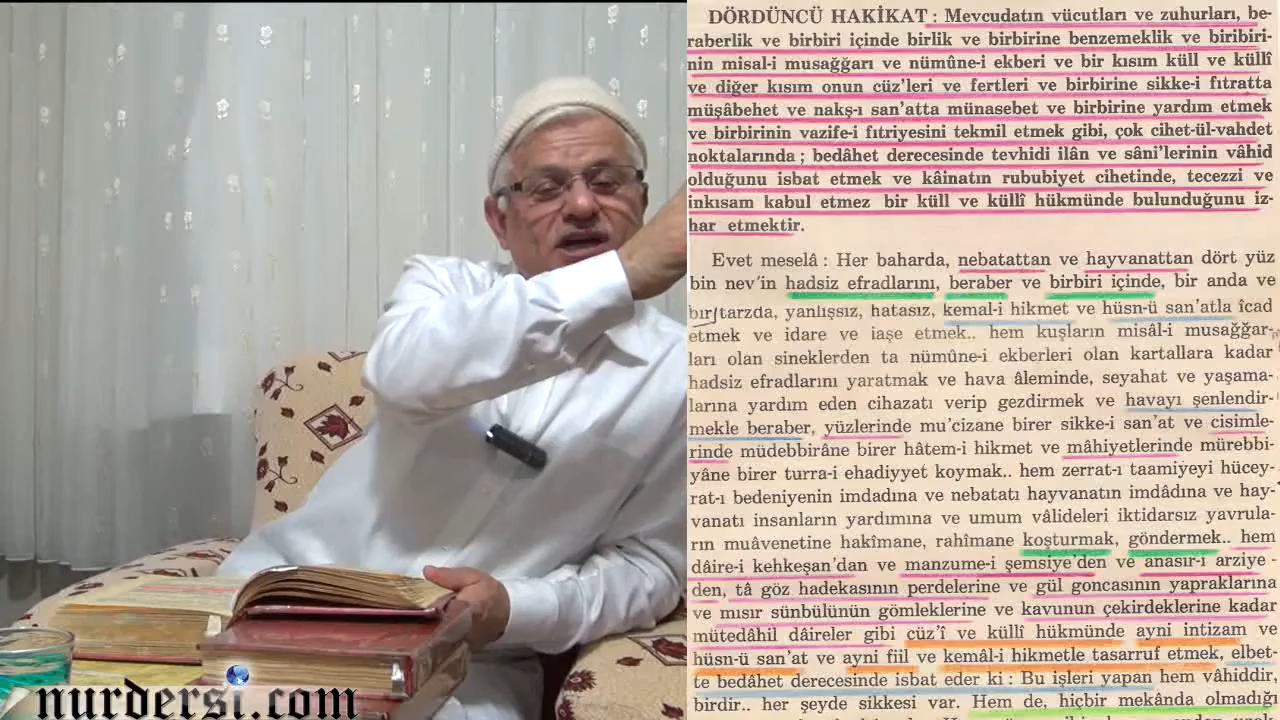 DÖRDÜNCÜ HAKİKAT : Mevcudatın vücutları ve zuhurları, be-
raberlik ve birbiri içinde birlik ve birbirine benzemeklik ve biribiri-
nin misal-i musağğarı ve nümûne-i ekberi ve bir kısım küll ve küllî
ve diğer kısım onun cüz'leri ve fertleri ve birbirine sikke-i fıtratta
müşâbehet ve nakş-ı san'atta münasebet ve birbirine yardım etmek
ve birbirinin vazife-i fıtriyesini tekmil etmek gibi, çok cihet-ül-vahdet
noktalarında ; bedâhet derecesinde tevhidi ilân ve sâni'lerinin vâhid
olduğunu isbat etmek ve kâinatın rububiyet cihetinde, tecezzi ve
inkısam kabul etmez bir küll ve küllî hükmünde bulunduğunu iz-
har etmektir.
Evet meselâ : Her baharda, nebatattan ve hayvanattan dört yüz
bin nev'in hadsiz efradlarını, beraber ve birbiri içinde, bir anda ve
bir tarzda, yanlışsız, hatasız, kemal-i hikmet ve hüsn-ü san'atla îcad
etmek ve idare ve iaşe etmek.. hem kuşların misâl-i musağğar-
ları olan sineklerden ta nümûne-i ekberleri olan kartallara kadar
hadsiz efradlarını yaratmak ve hava âleminde, seyahat ve yaşama-
larına yardım eden cihazatı verip gezdirmek ve havayı şenlendir-
mekle beraber, yüzlerinde mu'cizane birer sikke-i san'at ve cisimle-
rinde müdebbirâne birer hâtem-i hikmet ve mâhiyetlerinde mürebbi-
yâne birer turra-i ehadiyyet koymak.. hem zerrat-ı taamiyeyi hücey-
rat-ı bedeniyenin imdadına ve nebatatı hayvanatın imdâdına ve hay-
vanatı insanların yardımına ve umum vâlideleri iktidarsız yavrula-
rın muâvenetine hakîmane, rahîmane koşturmak, göndermek.. hem
dâire-i kehkeşan'dan ve manzume-i şemsiye'den ve anasır-ı arziye-
den, tâ göz hadekasının perdelerine ve gül goncasının yapraklarına
ve mısır sünbülünün gömleklerine ve kavunun çekirdeklerine kadar
mütedâhil dâireler gibi cüz'î ve küllî hükmünde ayni intizam ve
hüsn-ü san'at ve ayni fiil ve kemâl-i hikmetle tasarruf etmek, elbet-
te bedâhet derecesinde isbat eder ki : Bu işleri yapan hem vâhiddir,
birdir.. her şeyde sikkesi var. Hem de, hiçbir mekânda olmadığı
nurdersi.com